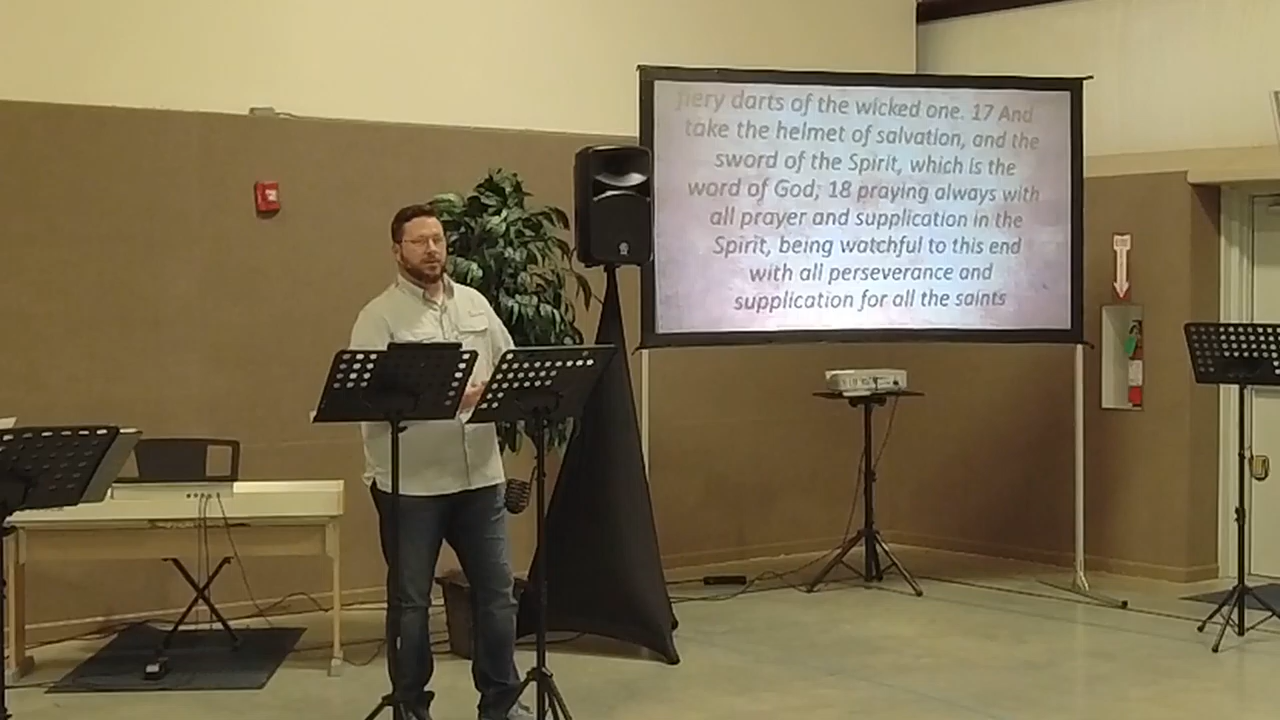 fiery darts of the wicked one. 17 And
take the helmet of salvation, and the
sword of the Spirit, which is the
word of God; 18 praying always with
all prayer and supplication in the
Spirit, being watchful to this end
with all perseverance and
supplication for all the saints